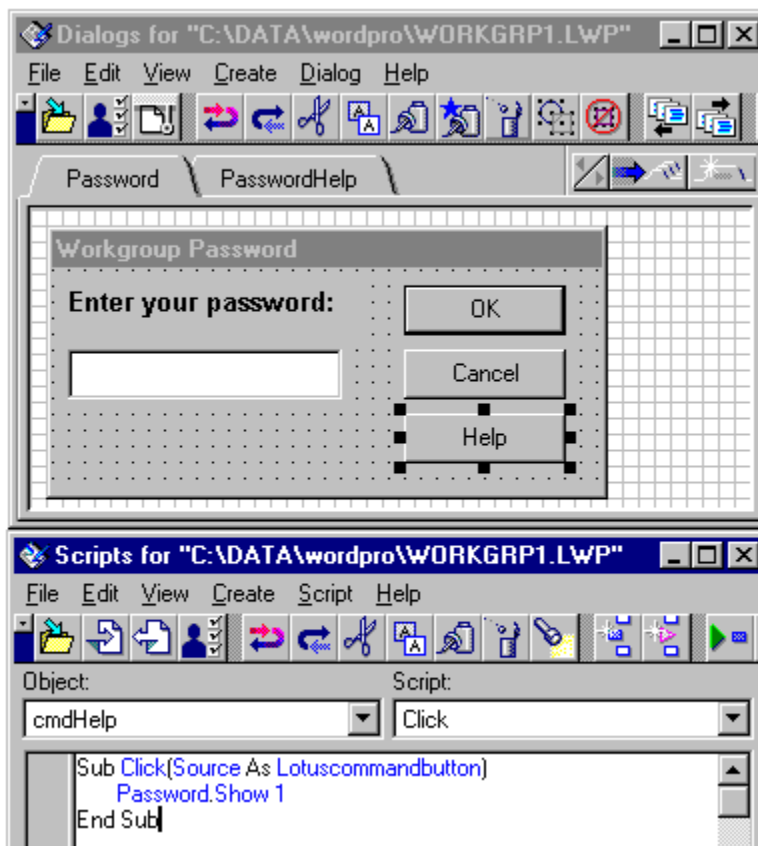 Dialogs for "C:\DATA\wordpro\WORKGRP1.LWP"
File Edit View Create Dialog Help
Password PasswordHelp
Workgroup Password
Enter your password:
OK
Cancel
Help
Scripts for "C:\DATA\wordpro\WORKGRP1.LWP"
File Edit View Create Script Help
Object: Script:
cmdHelp Click
Sub Click(Source As Lotuscommandbutton)
Password.Show 1
End Sub